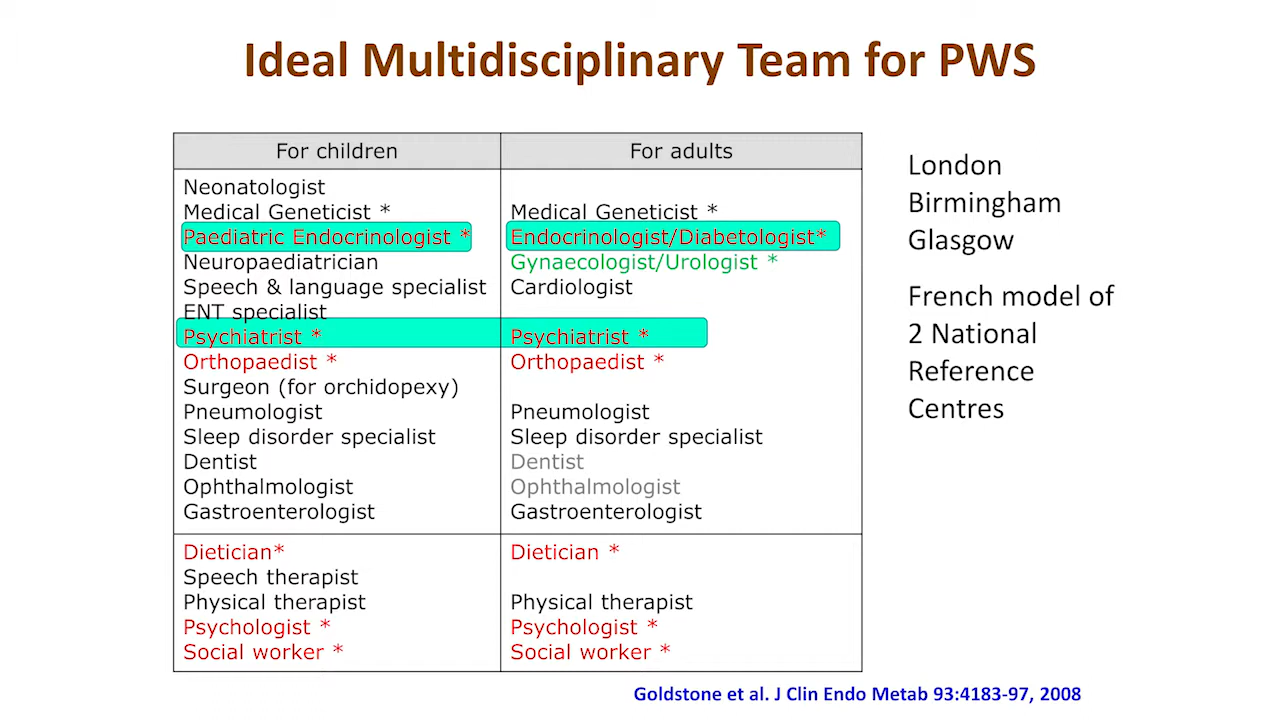 Ideal Multidisciplinary Team for PWS
For children
For adults
Neonatologist
Medical Geneticist *
Medical Geneticist *
Paediatric Endocrinologist *
Endocrinologist/Diabetologist*
Neuropaediatrician
Gynaecologist/Urologist *
Speech & language specialist
Cardiologist
ENT specialist
Psychiatrist *
Psychiatrist *
Orthopaedist *
Orthopaedist *
Surgeon (for orchidopexy)
Pneumologist
Pneumologist
Sleep disorder specialist
Sleep disorder specialist
Dentist
Dentist
Ophthalmologist
Ophthalmologist
Gastroenterologist
Gastroenterologist
Dietician*
Dietician *
Speech therapist
Physical therapist
Physical therapist
Psychologist *
Psychologist *
Social worker *
Social worker *
London
Birmingham
Glasgow
French model of
2 National
Reference
Centres
Goldstone et al. J Clin Endo Metab 93:4183-97, 2008